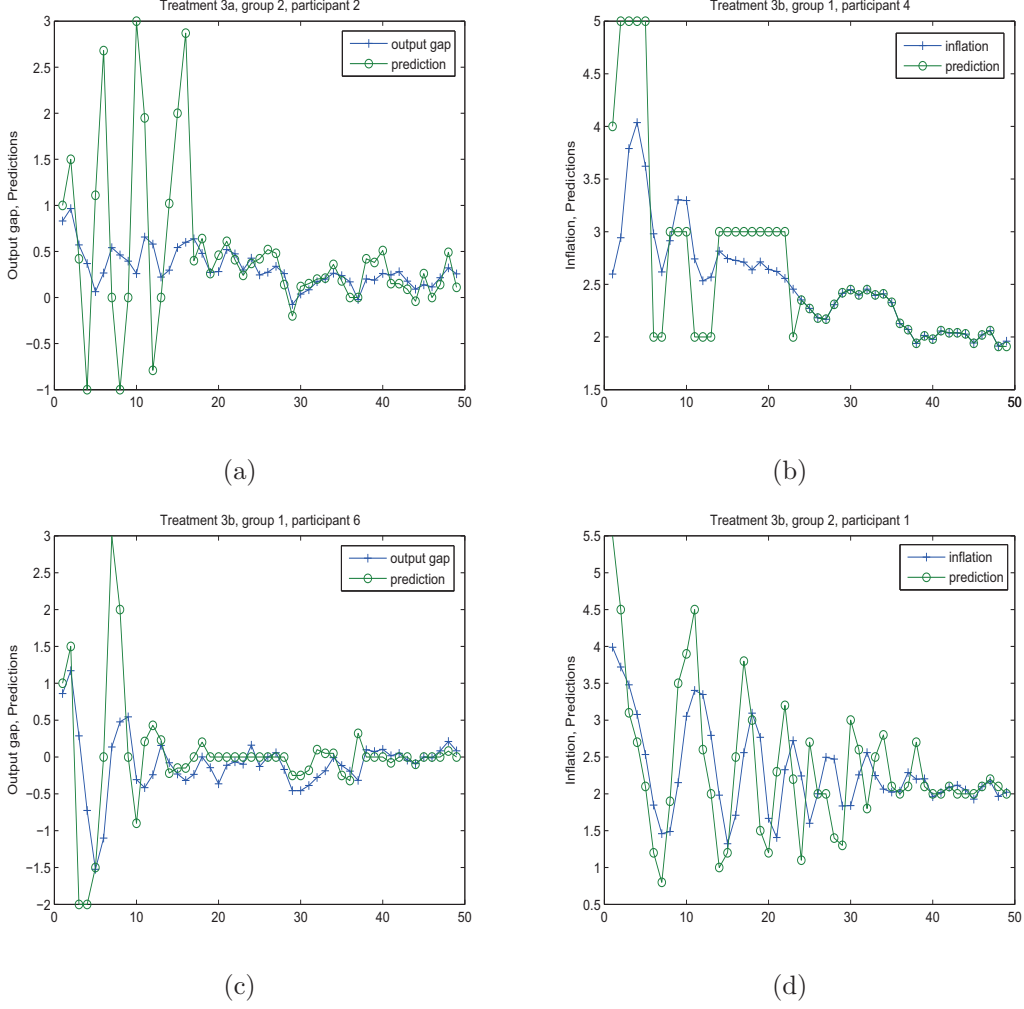 Treatment 3a, group 2, participant 2
3
2.5
2
1.5
1
0.5
0
−0.5
−1
Output gap, Predictions
output gap
prediction
0 10 20 30 40 50
(a)
Treatment 3b, group 1, participant 4
5
4.5
4
3.5
3
2.5
2
1.5
Inflation, Predictions
inflation
prediction
0 10 20 30 40 50
(b)
Treatment 3b, group 1, participant 6
3
2.5
2
1.5
1
0.5
0
−0.5
−1
−1.5
−2
Output gap, Predictions
output gap
prediction
0 10 20 30 40 50
(c)
Treatment 3b, group 2, participant 1
5.5
5
4.5
4
3.5
3
2.5
2
1.5
1
0.5
Inflation, Predictions
inflation
prediction
0 10 20 30 40 50
(d)